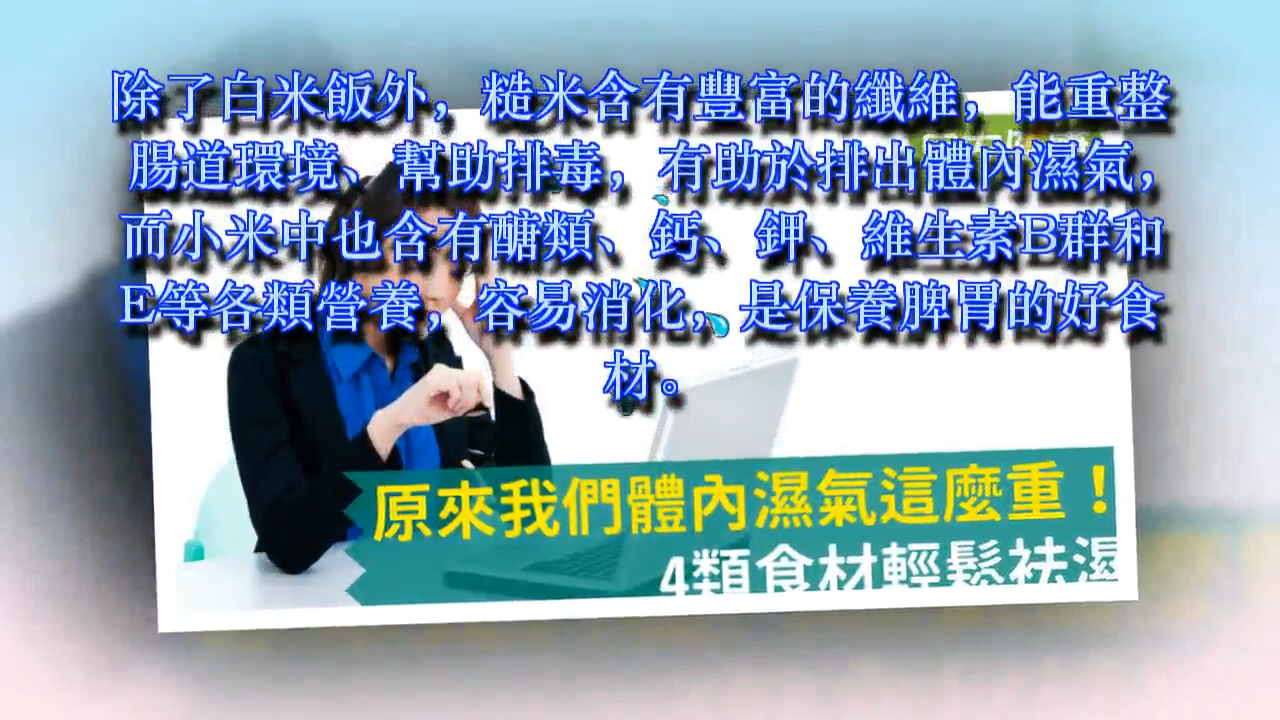 除了白米飯外，糙米含有豐富的纖維，能重整
腸道環境、幫助排毒，有助於排出體內濕氣，
而小米中也含有醣類、鈣、鉀、維生素B群和
E等各類營養，容易消化，是保養脾胃的好食
材。
原來我們體內濕氣這麼重！
4類食材輕鬆祛濕